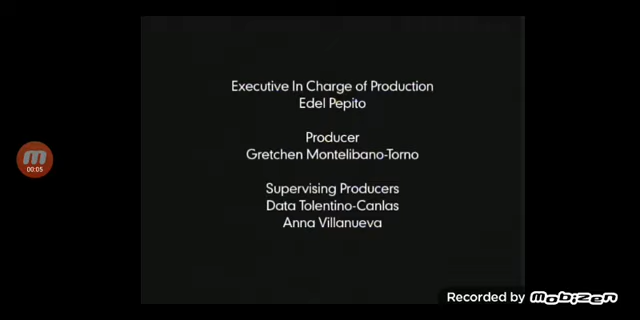 Executive In Charge of Production
Edel Pepito
Producer
Gretchen Montelibano-Torno
Supervising Producers
Data Tolentino-Canlas
Anna Villanueva
00:05
Recorded by mobizen